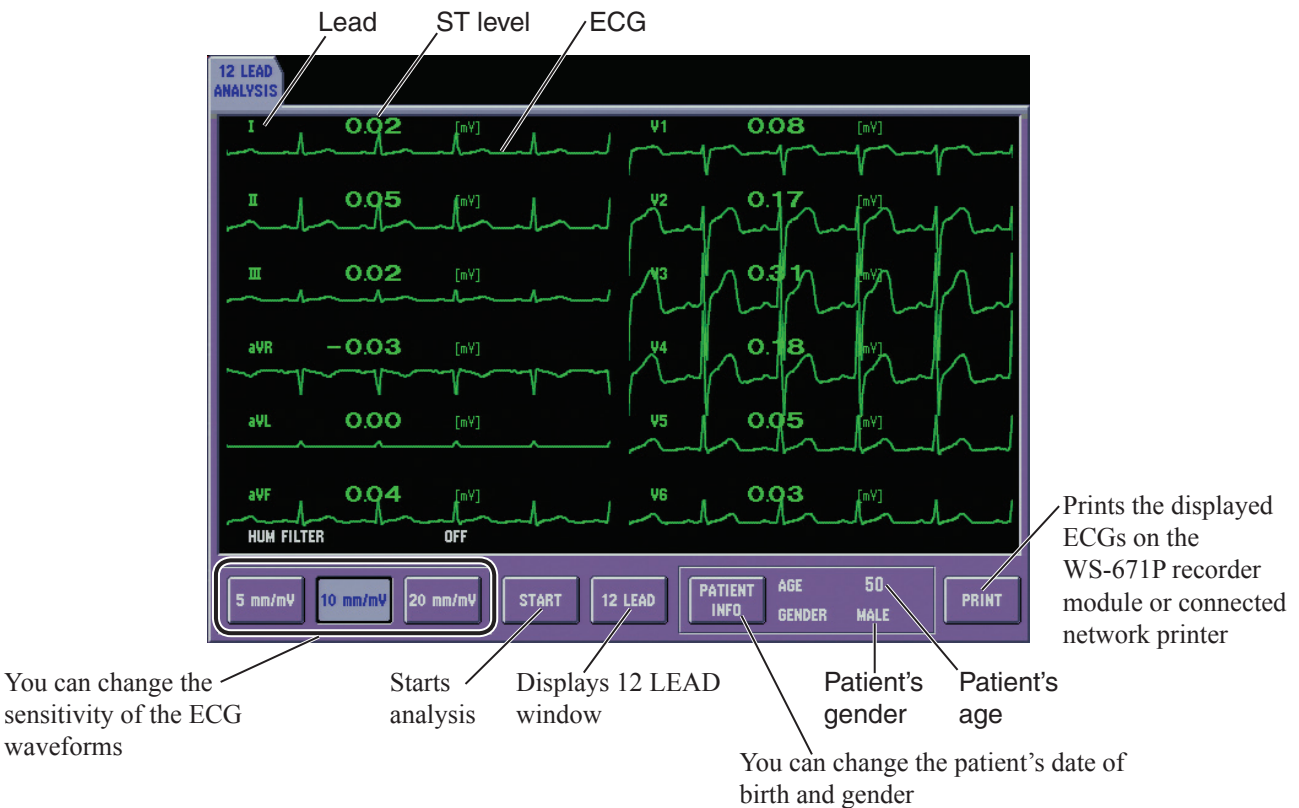 Lead
ST level
ECG
12 LEAD
ANALYSIS
I 0.02 [mV]
V1 0.08 [mV]
II 0.05 [mV]
V2 0.17 [mV]
III 0.02 [mV]
V3 0.31 [mV]
aVR -0.03 [mV]
V4 0.18 [mV]
aVL 0.00 [mV]
V5 0.05 [mV]
aVF 0.04 [mV]
V6 0.03 [mV]
HUM FILTER OFF
5 mm/mV
10 mm/mV
20 mm/mV
START
12 LEAD
PATIENT
INFO
AGE 50
GENDER MALE
PRINT
Prints the displayed
ECGs on the
WS-671P recorder
module or connected
network printer
You can change the
sensitivity of the ECG
waveforms
Starts
analysis
Displays 12 LEAD
window
Patient's
gender
Patient's
age
You can change the patient's date of
birth and gender